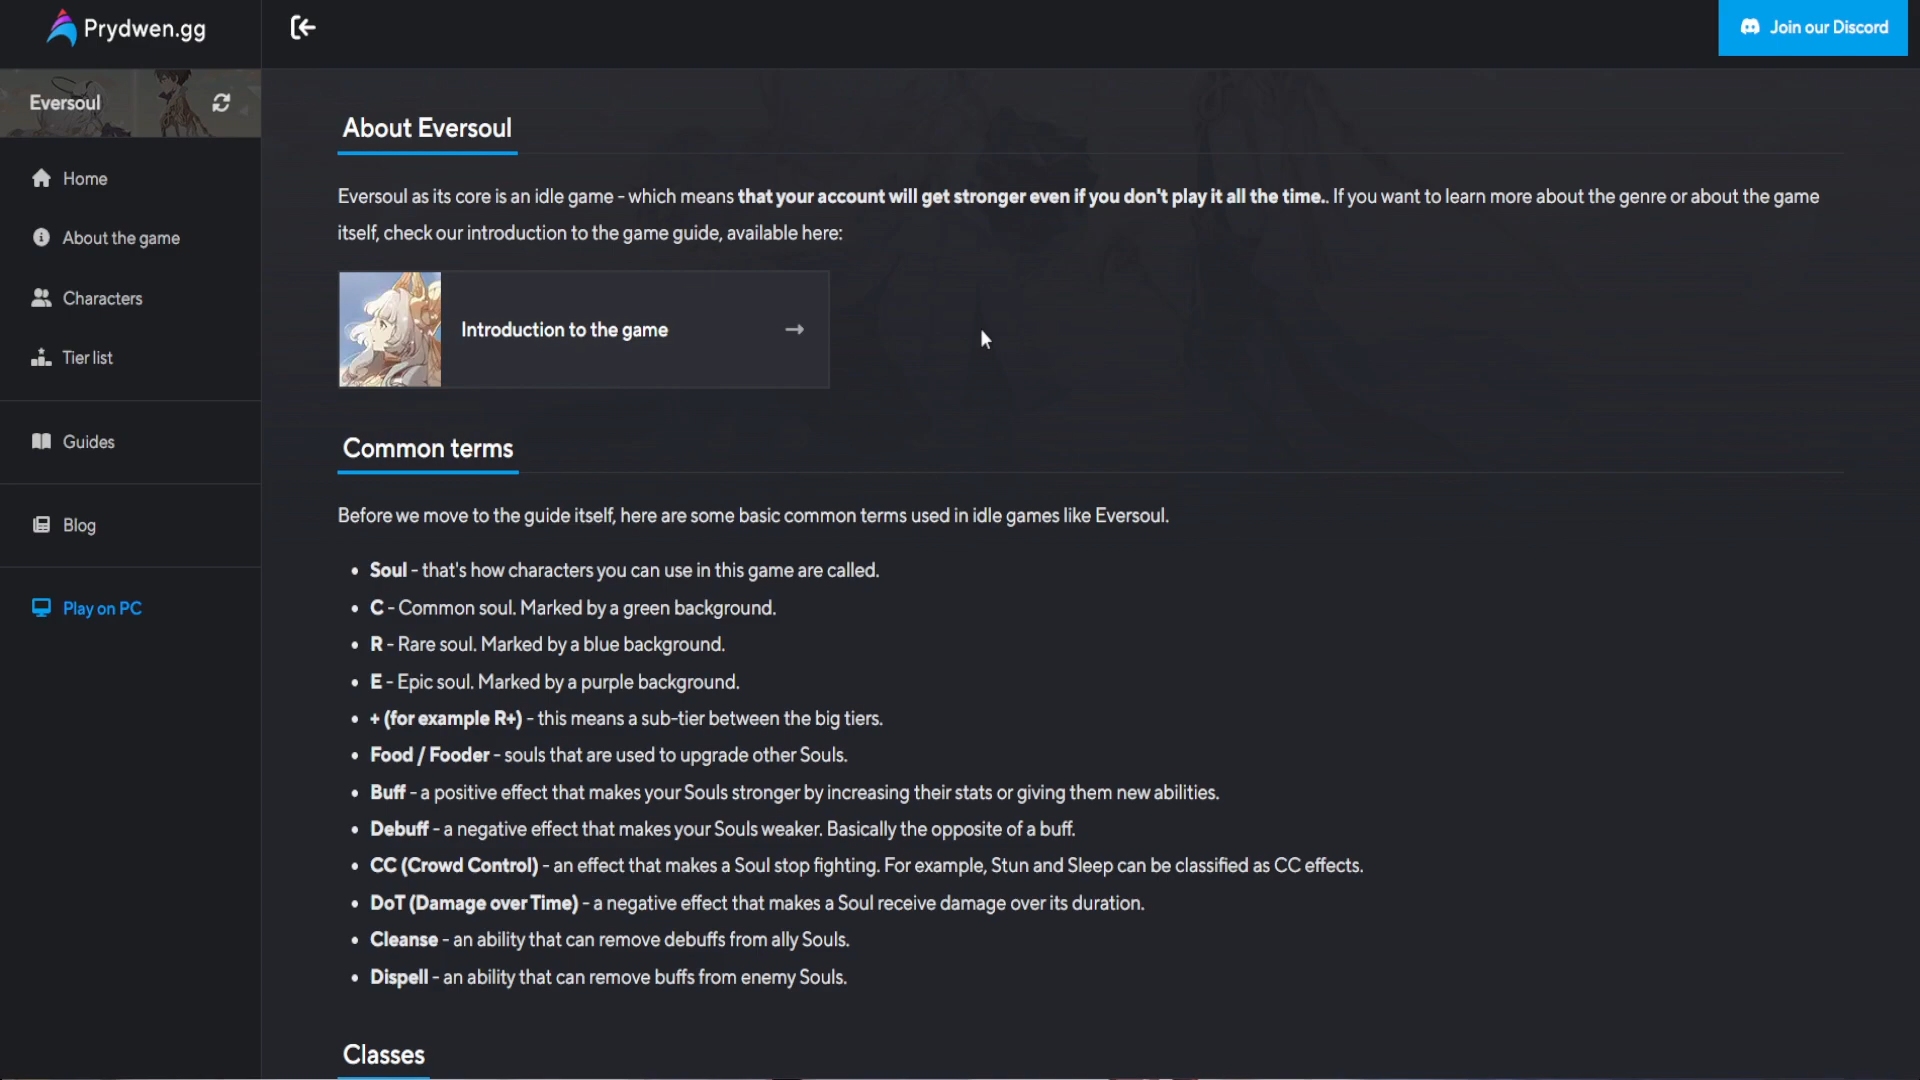 Prydwen.gg
Join our Discord
Eversoul
Home
About the game
Characters
Tier list
Guides
Blog
Play on PC
About Eversoul
Eversoul as its core is an idle game - which means that your account will get stronger even if you don't play it all the time.. If you want to learn more about the genre or about the game
itself, check our introduction to the game guide, available here:
Introduction to the game
Common terms
Before we move to the guide itself, here are some basic common terms used in idle games like Eversoul.
• Soul - that's how characters you can use in this game are called.
• C - Common soul. Marked by a green background.
• R - Rare soul. Marked by a blue background.
• E - Epic soul. Marked by a purple background.
• + (for example R+) - this means a sub-tier between the big tiers.
• Food / Fooder - souls that are used to upgrade other Souls.
• Buff - a positive effect that makes your Souls stronger by increasing their stats or giving them new abilities.
• Debuff - a negative effect that makes your Souls weaker. Basically the opposite of a buff.
• CC (Crowd Control) - an effect that makes a Soul stop fighting. For example, Stun and Sleep can be classified as CC effects.
• DoT (Damage over Time) - a negative effect that makes a Soul receive damage over its duration.
• Cleanse - an ability that can remove debuffs from ally Souls.
• Dispell - an ability that can remove buffs from enemy Souls.
Classes